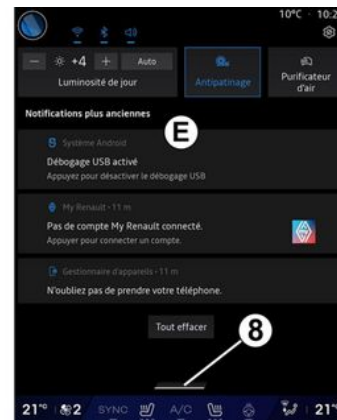 10°C 10:2
— +4 + Auto
Luminosité de jour
Antipatinage
Purificateur
d'air
Notifications plus anciennes
E
Système Android
Débogage USB activé
Appuyez pour désactiver le débogage USB
My Renault · 11 m
Pas de compte My Renault connecté.
Appuyer pour connecter un compte.
Gestionnaire d'appareils · 11 m
N'oubliez pas de prendre votre téléphone.
Tout effacer
8
21°° 2 SYNC A/C 21°